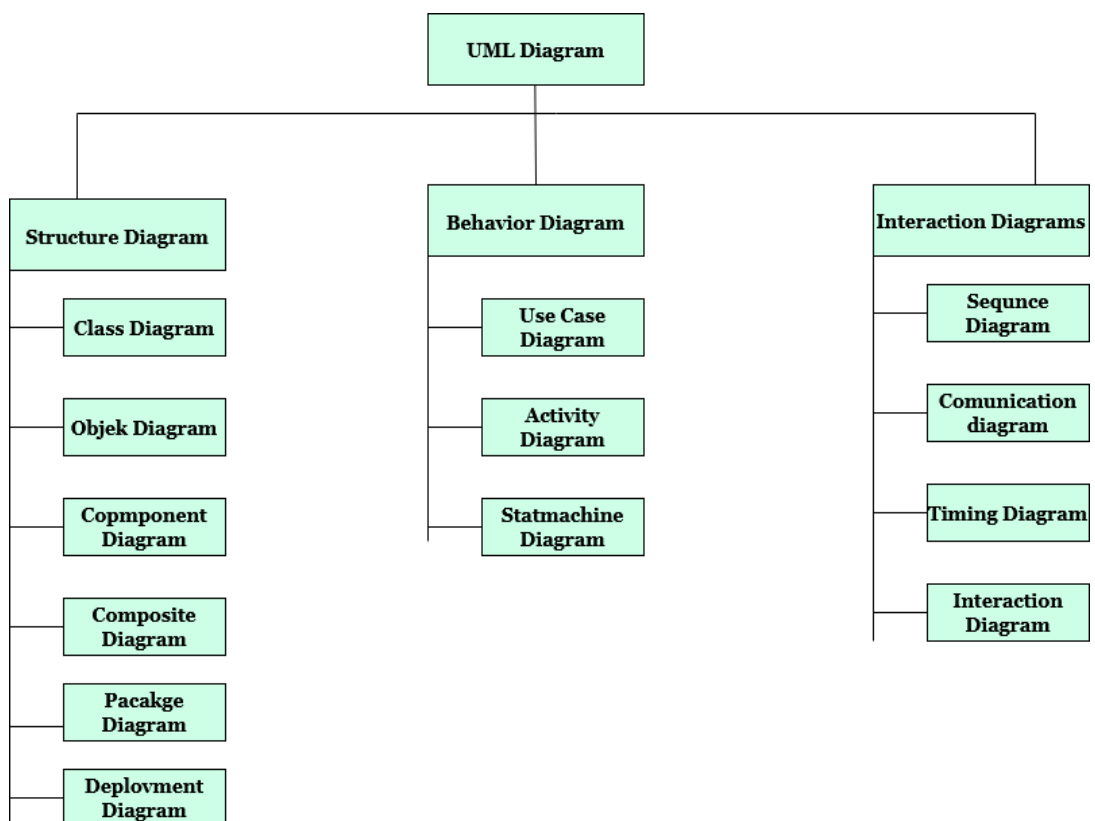 UML Diagram
Structure Diagram
Class Diagram
Objek Diagram
Copmponent
Diagram
Composite
Diagram
Pacakge
Diagram
Deplovment
Diagram
Behavior Diagram
Use Case
Diagram
Activity
Diagram
Statmachine
Diagram
Interaction Diagrams
Sequnce
Diagram
Comunication
diagram
Timing Diagram
Interaction
Diagram